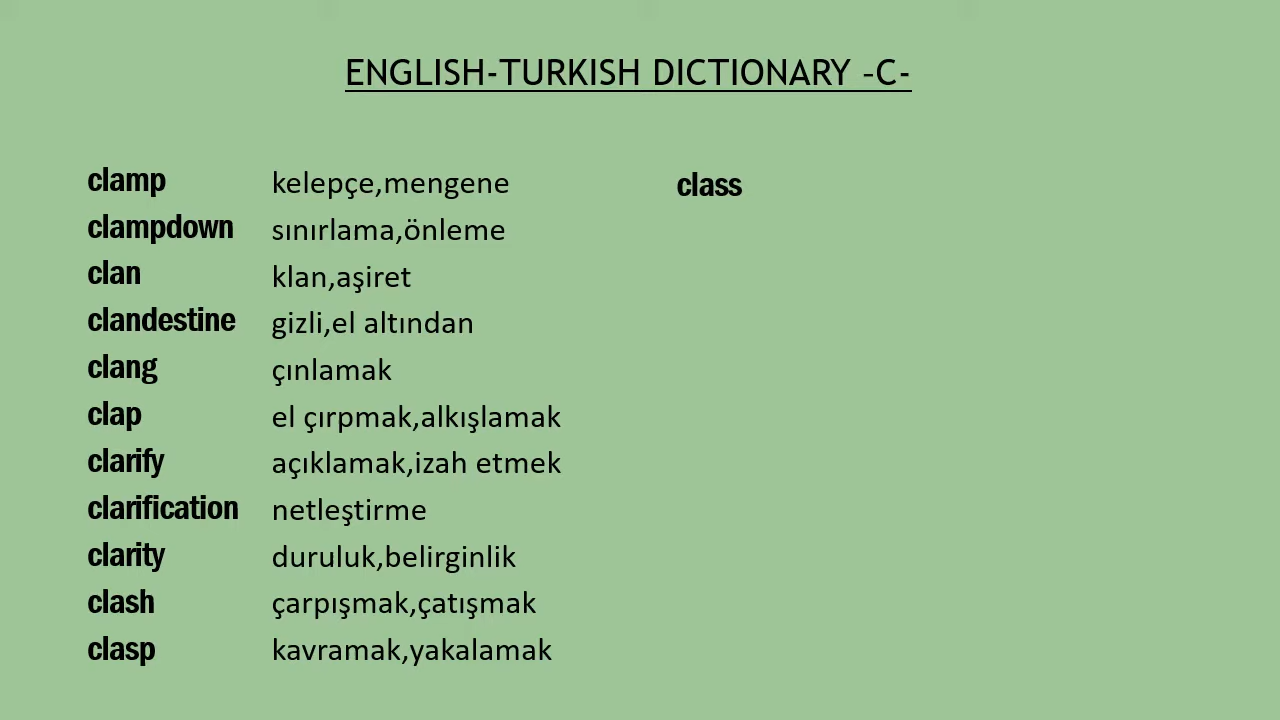 ENGLISH-TURKISH DICTIONARY –C-
clamp kelepçe,mengene
clampdown sınırlama,önleme
clan klan,aşiret
clandestine gizli,el altından
clang çınlamak
clap el çırpmak,alkışlamak
clarify açıklamak,izah etmek
clarification netleştirme
clarity duruluk,belirginlik
clash çarpışmak,çatışmak
clasp kavramak,yakalamak
class